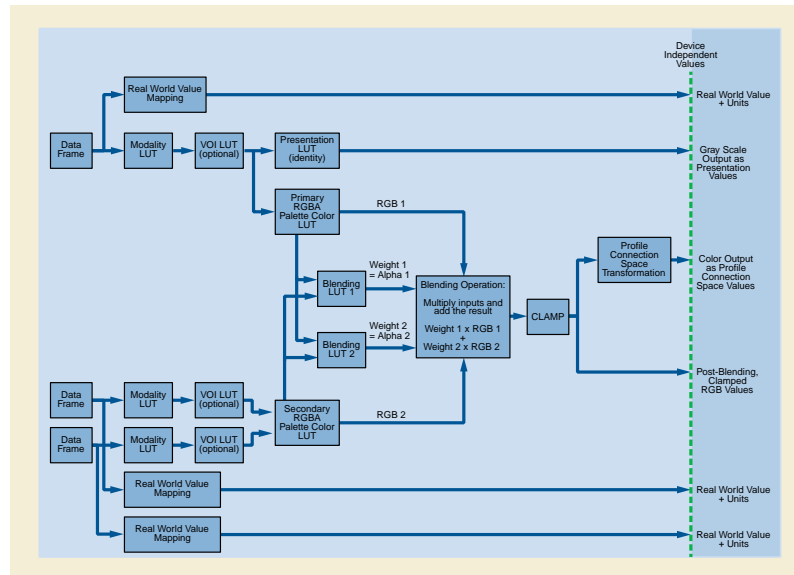 Device
Independent
Values
Real World Value
Mapping
Real World Value
+ Units
Data
Frame
Modality
LUT
VOI LUT
(optional)
Presentation
LUT
(identity)
Gray Scale
Output as
Presentation
Values
Primary
RGBA
Palette Color
LUT
RGB 1
Profile
Connection
Space
Transformation
Color Output
as Profile
Connection
Space Values
Blending
LUT 1
Weight 1
= Alpha 1
Blending Operation:
Multiply inputs and
add the result
Weight 1 x RGB 1
+
Weight 2 x RGB 2
CLAMP
Blending
LUT 2
Weight 2
= Alpha 2
Post-Blending,
Clamped
RGB Values
Data
Frame
Modality
LUT
VOI LUT
(optional)
Secondary
RGBA
Palette Color
LUT
RGB 2
Data
Frame
Modality
LUT
VOI LUT
(optional)
Real World Value
Mapping
Real World Value
+ Units
Real World Value
Mapping
Real World Value
+ Units